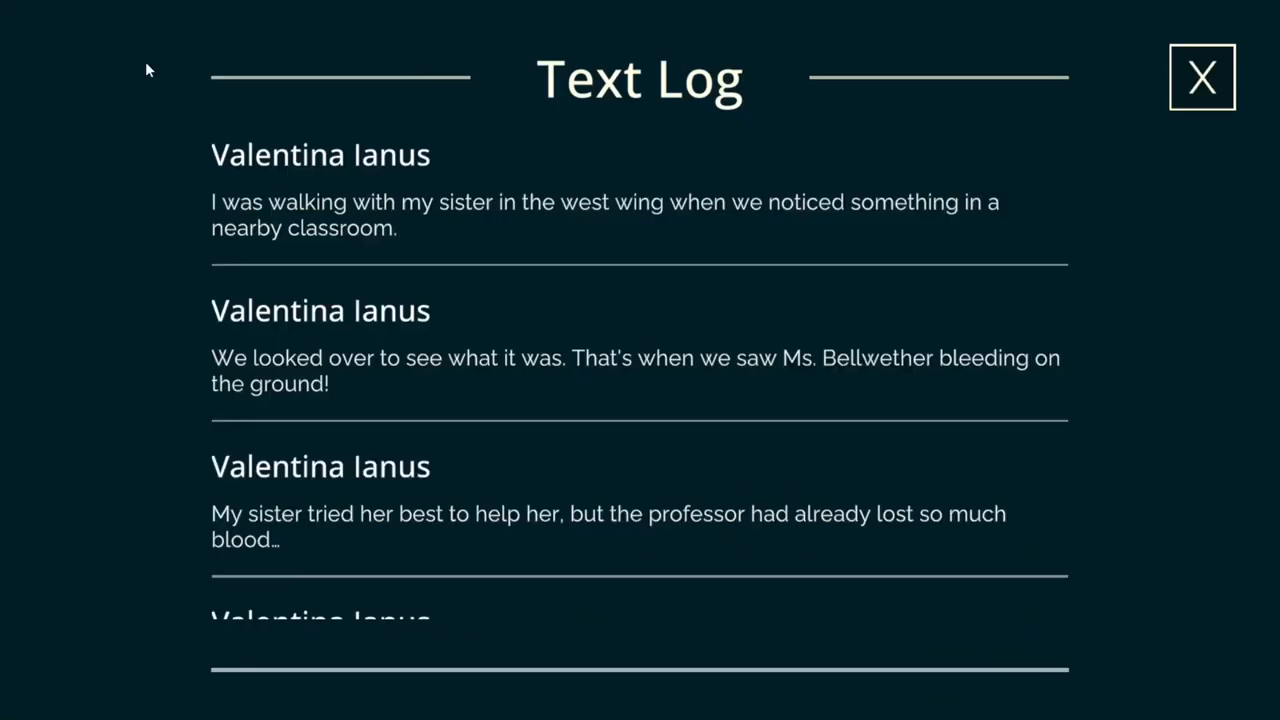 Text Log
X
Valentina Ianus
I was walking with my sister in the west wing when we noticed something in a
nearby classroom.
Valentina Ianus
We looked over to see what it was. That's when we saw Ms. Bellwether bleeding on
the ground!
Valentina Ianus
My sister tried her best to help her, but the professor had already lost so much
blood…
Valentina Ianus